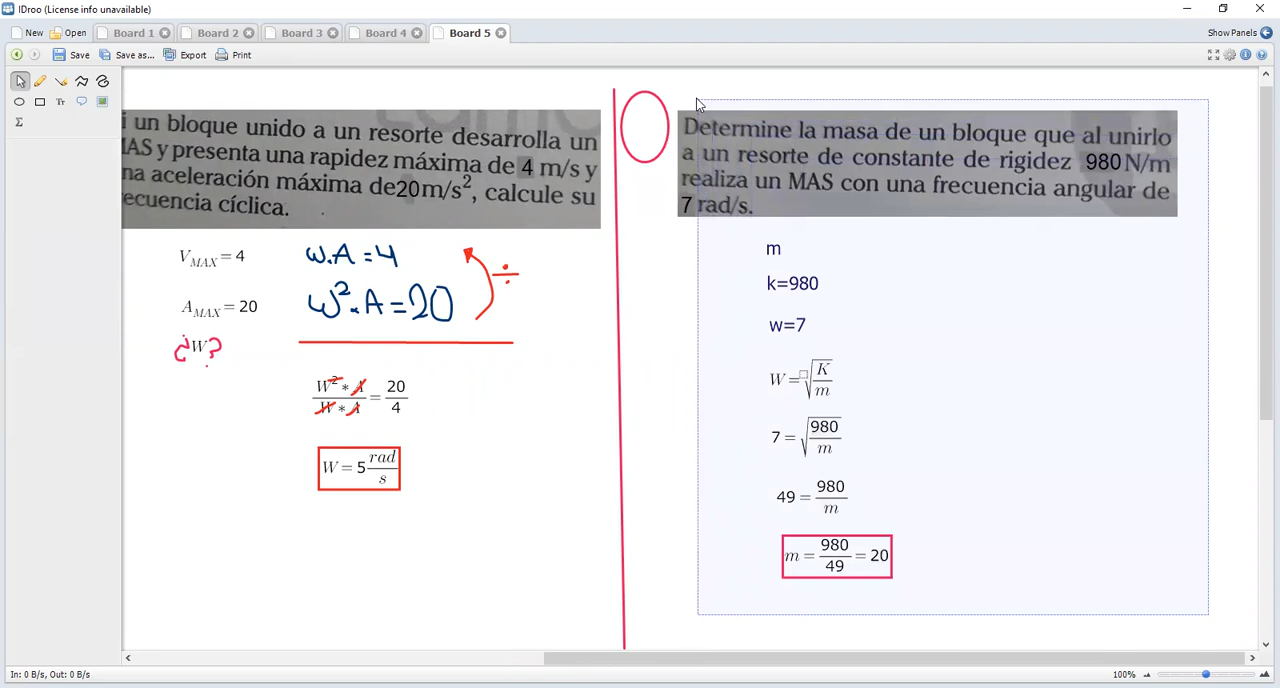 IDroo (License info unavailable)
New Open Board 1 Board 2 Board 3 Board 4 Board 5 Show Panels
Save Save as... Export Print
i un bloque unido a un resorte desarrolla un
MAS y presenta una rapidez máxima de 4 m/s y
na aceleración máxima de 20 m/s², calcule su
ecuencia cíclica.
V_MAX = 4
A_MAX = 20
¿W?
ω.A = 4
ω².A = 20
÷
W² * A / W * A = 20 / 4
W = 5 rad/s
Determine la masa de un bloque que al unirlo
a un resorte de constante de rigidez 980 N/m
realiza un MAS con una frecuencia angular de
7 rad/s.
m
k=980
w=7
W = √(K/m)
7 = √(980/m)
49 = 980/m
m = 980/49 = 20
Tr
Σ
In: 0 B/s, Out: 0 B/s
100%